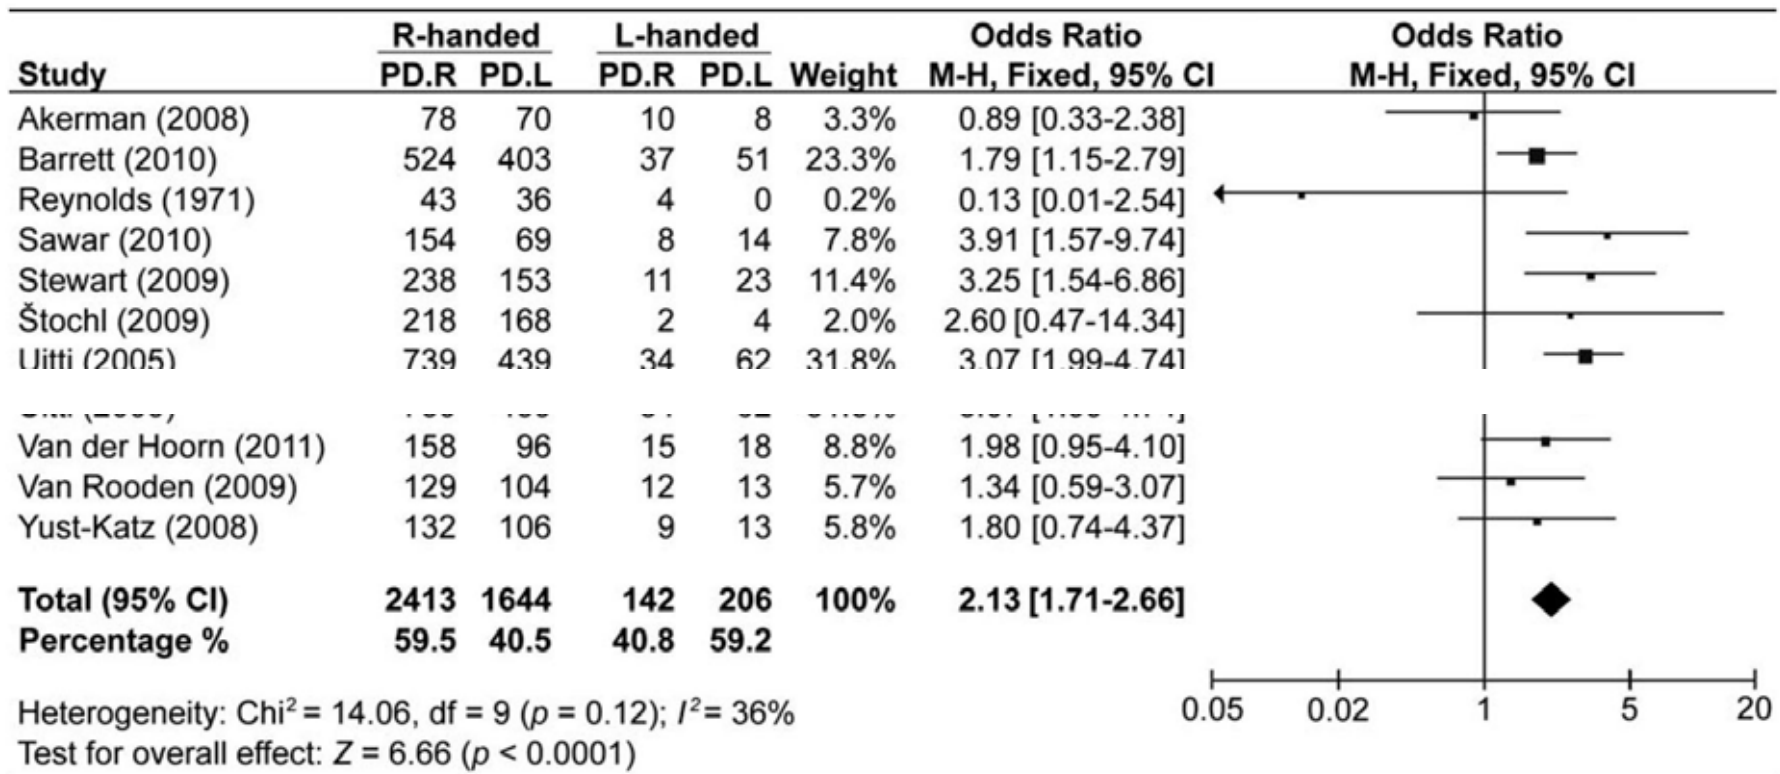 R-handed L-handed Odds Ratio Odds Ratio
Study PD.R PD.L PD.R PD.L Weight M-H, Fixed, 95% CI M-H, Fixed, 95% CI
Akerman (2008) 78 70 10 8 3.3% 0.89 [0.33-2.38]
Barrett (2010) 524 403 37 51 23.3% 1.79 [1.15-2.79]
Reynolds (1971) 43 36 4 0 0.2% 0.13 [0.01-2.54]
Sawar (2010) 154 69 8 14 7.8% 3.91 [1.57-9.74]
Stewart (2009) 238 153 11 23 11.4% 3.25 [1.54-6.86]
Štochl (2009) 218 168 2 4 2.0% 2.60 [0.47-14.34]
Uitti (2005) 739 439 34 62 31.8% 3.07 [1.99-4.74]
Van der Hoorn (2011) 158 96 15 18 8.8% 1.98 [0.95-4.10]
Van Rooden (2009) 129 104 12 13 5.7% 1.34 [0.59-3.07]
Yust-Katz (2008) 132 106 9 13 5.8% 1.80 [0.74-4.37]
Total (95% CI) 2413 1644 142 206 100% 2.13 [1.71-2.66]
Percentage % 59.5 40.5 40.8 59.2
0.05 0.02 1 5 20
Heterogeneity: Chi² = 14.06, df = 9 (p = 0.12); I² = 36%
Test for overall effect: Z = 6.66 (p < 0.0001)